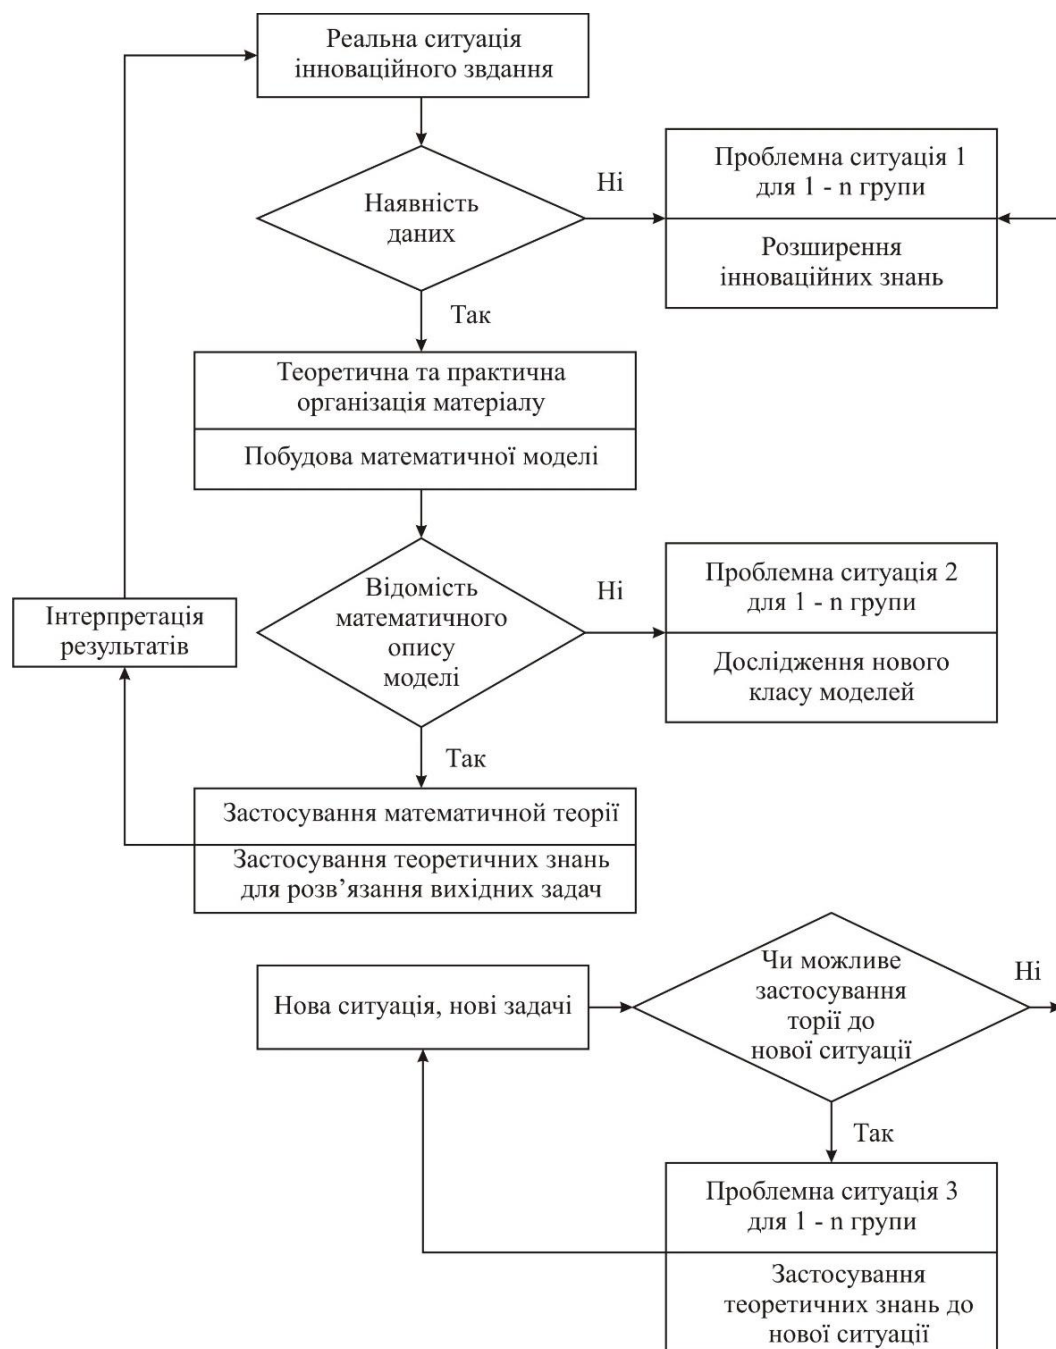 Реальна ситуація
інноваційного звдання
Проблемна ситуація 1
для 1 - n групи
Ні
Наявність
даних
Розширення
інноваційних знань
Так
Теоретична та практична
організація матеріалу
Побудова математичної моделі
Проблемна ситуація 2
для 1 - n групи
Ні
Відомість
математичного
опису
моделі
Інтерпретація
результатів
Дослідження нового
класу моделей
Так
Застосування математичной теорії
Застосування теоретичних знань
для розв’язання вихідних задач
Чи можливе
застосування
торії до
нової ситуації
Ні
Нова ситуація, нові задачі
Так
Проблемна ситуація 3
для 1 - n групи
Застосування
теоретичних знань до
нової ситуації